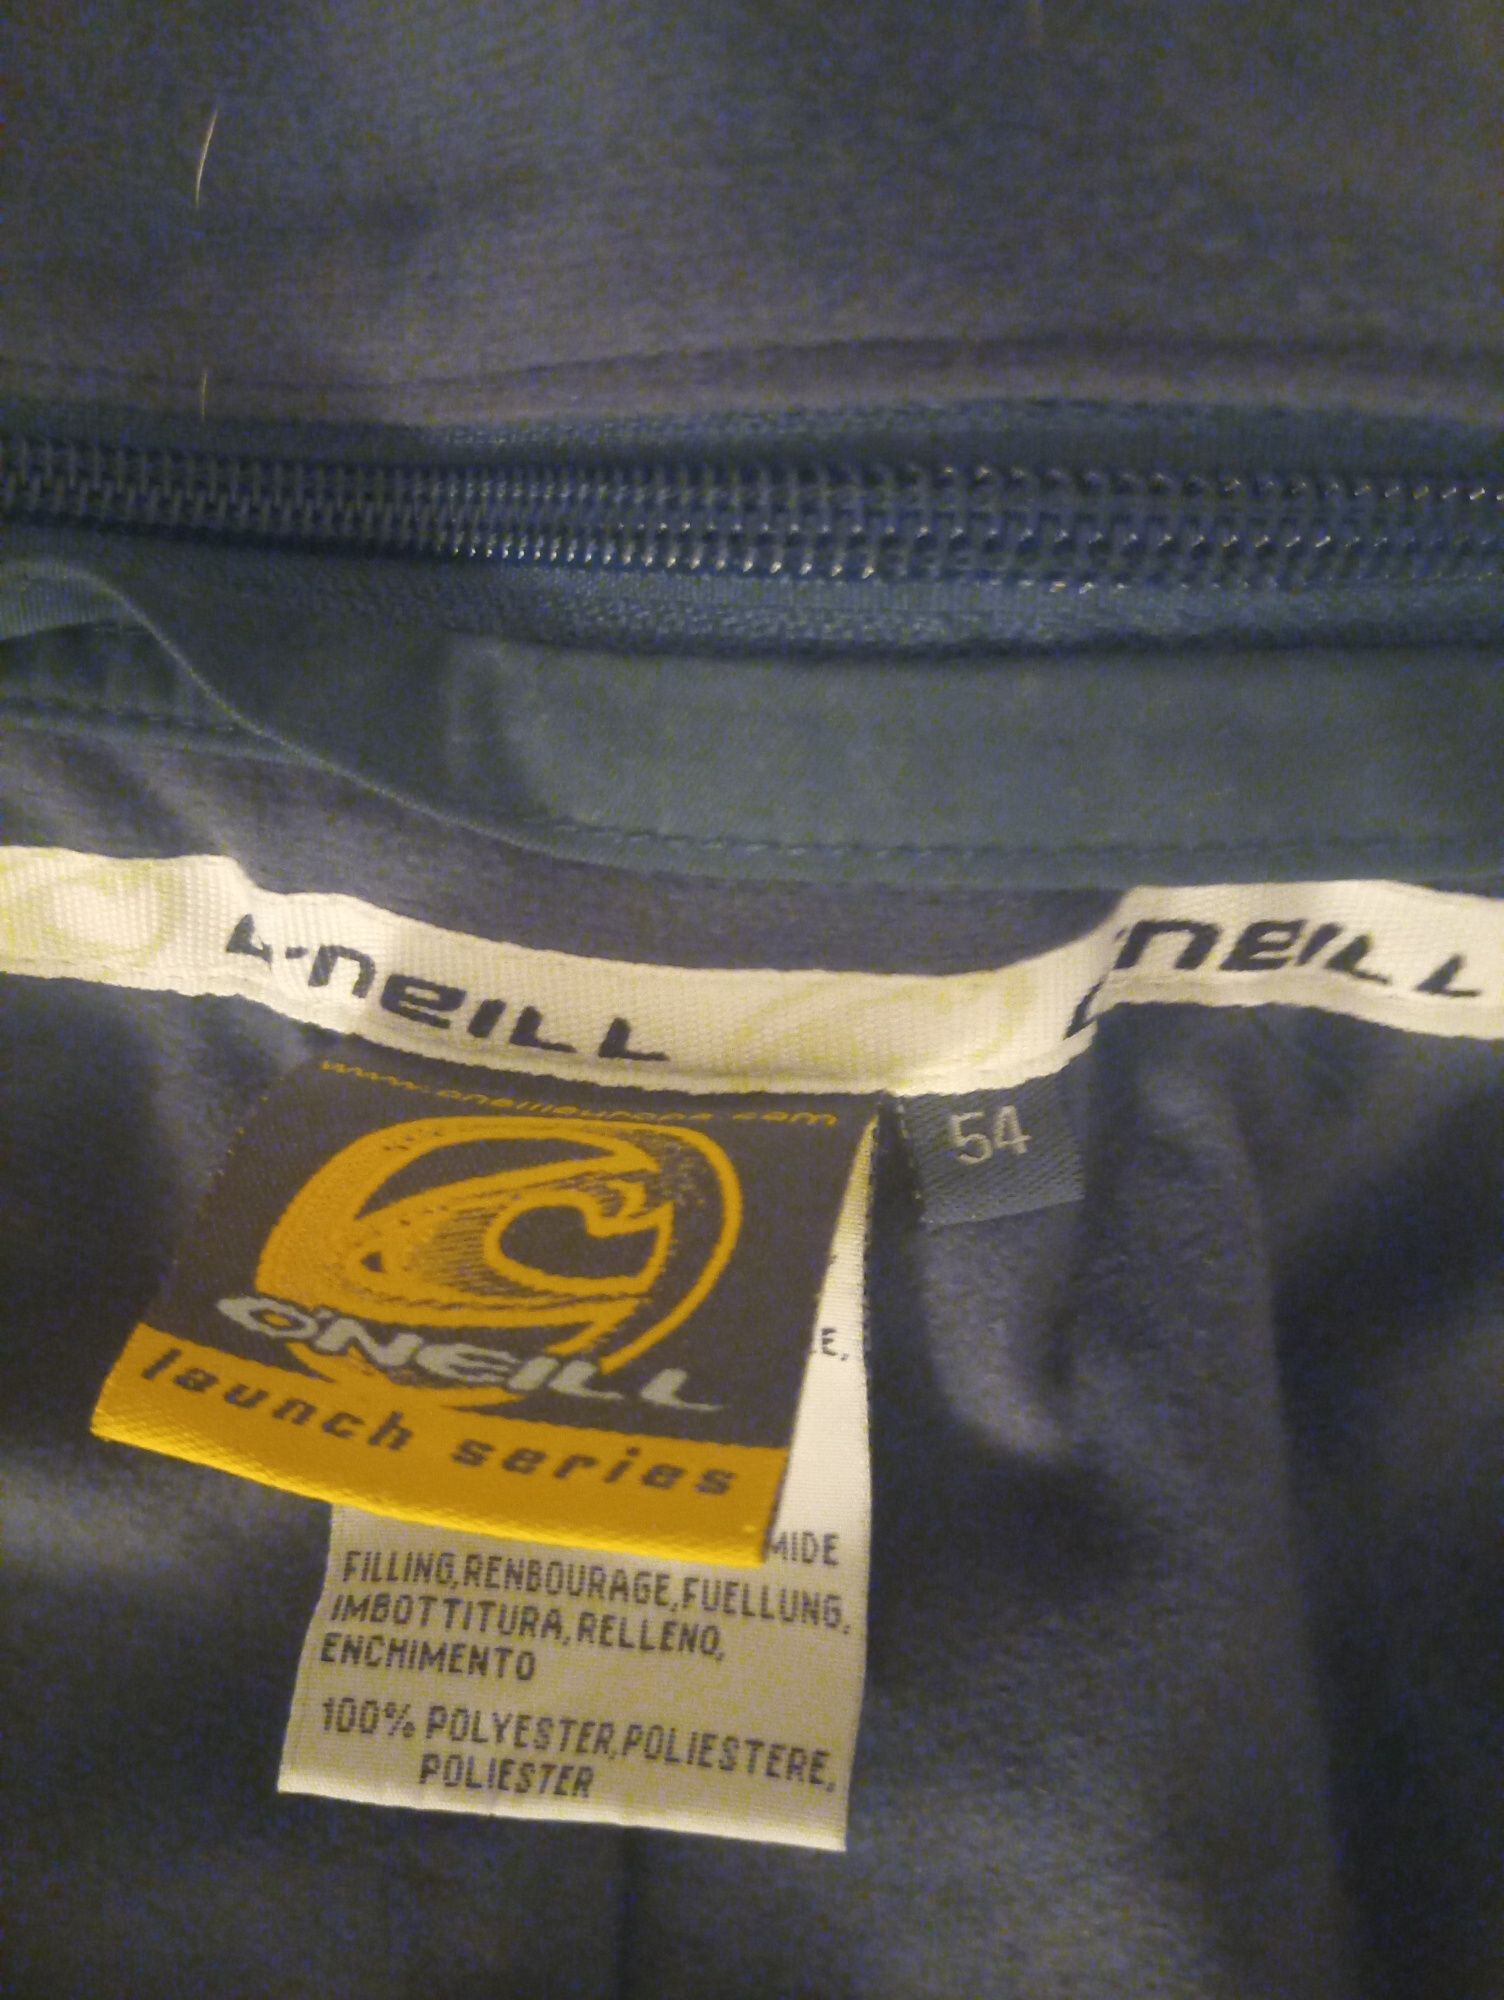 O'NEILL
O'NEILL
www.oneilleurope.com
54
O'NEILL
launch series
E,
MIDE
FILLING,RENBOURAGE,FUELLUNG,
IMBOTTITURA,RELLENO,
ENCHIMENTO
100% POLYESTER,POLIESTERE,
POLIESTER